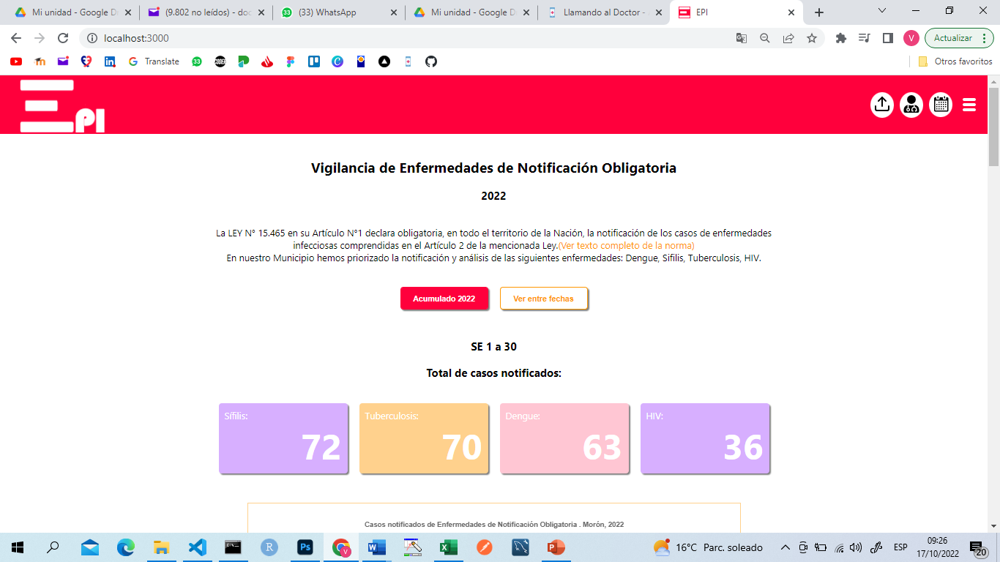 Mi unidad - Google D
(9.802 no leídos) - doc
(33) WhatsApp
Mi unidad - Google D
Llamando al Doctor -
EPI
localhost:3000
V
Actualizar
Translate
Otros favoritos
EPI
Vigilancia de Enfermedades de Notificación Obligatoria
2022
La LEY N° 15.465 en su Artículo N°1 declara obligatoria, en todo el territorio de la Nación, la notificación de los casos de enfermedades
infecciosas comprendidas en el Artículo 2 de la mencionada Ley.(Ver texto completo de la norma)
En nuestro Municipio hemos priorizado la notificación y análisis de las siguientes enfermedades: Dengue, Sifilis, Tuberculosis, HIV.
Acumulado 2022
Ver entre fechas
SE 1 a 30
Total de casos notificados:
Sífilis:
72
Tuberculosis:
70
Dengue:
63
HIV:
36
Casos notificados de Enfermedades de Notificación Obligatoria . Morón, 2022
16°C Parc. soleado
ESP
09:26
17/10/2022
20